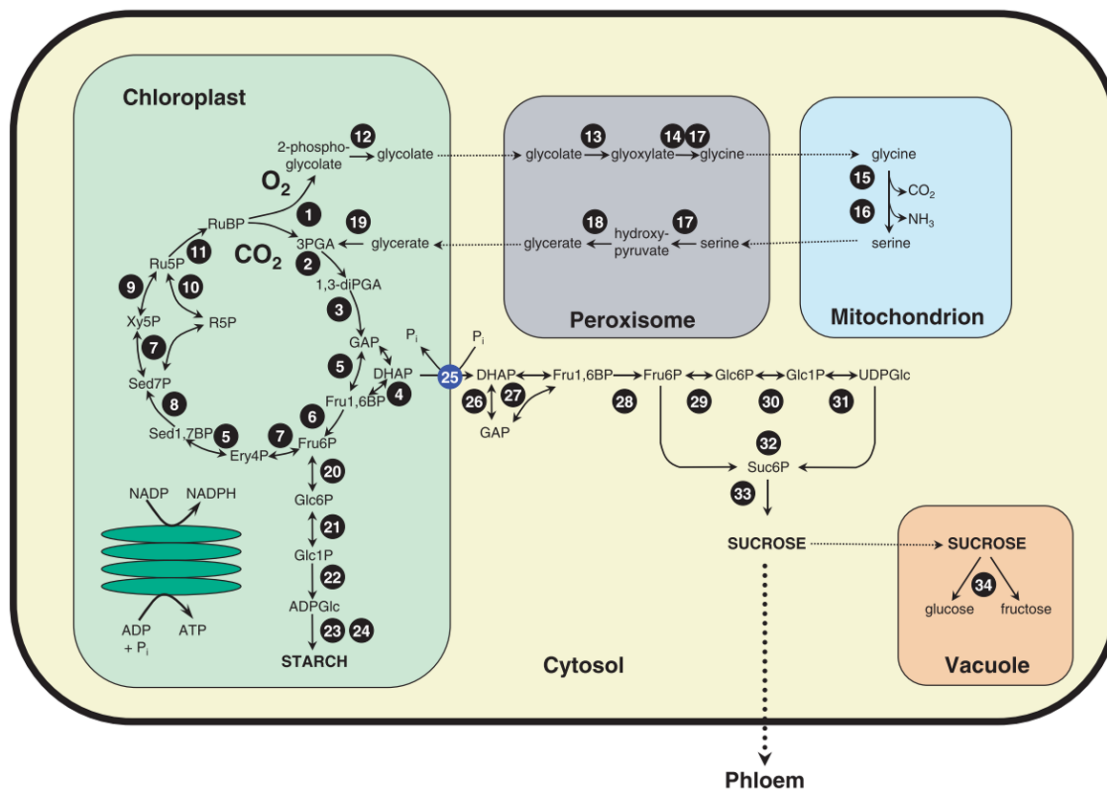 Chloroplast
2-phospho-
glycolate
12
glycolate
13
glycolate
glyoxylate
14
17
glycine
glycine
15
CO2
16
NH3
serine
O2
RuBP
1
19
CO2
3PGA
glycerate
18
glycerate
hydroxy-
pyruvate
17
serine
2
11
Ru5P
9
10
1,3-diPGA
3
Xy5P
R5P
7
Peroxisome
Mitochondrion
GAP
Pi
Pi
5
DHAP
4
25
DHAP
26
27
GAP
Fru1,6BP
28
Fru6P
29
Glc6P
30
Glc1P
31
UDPGlc
Sed7P
8
Fru1,6BP
6
Sed1,7BP
5
7
Ery4P
Fru6P
20
32
Suc6P
33
NADP
NADPH
Glc6P
21
Glc1P
22
ADPGlc
23
24
STARCH
ADP
+ Pi
ATP
SUCROSE
SUCROSE
34
glucose
fructose
Vacuole
Cytosol
Phloem